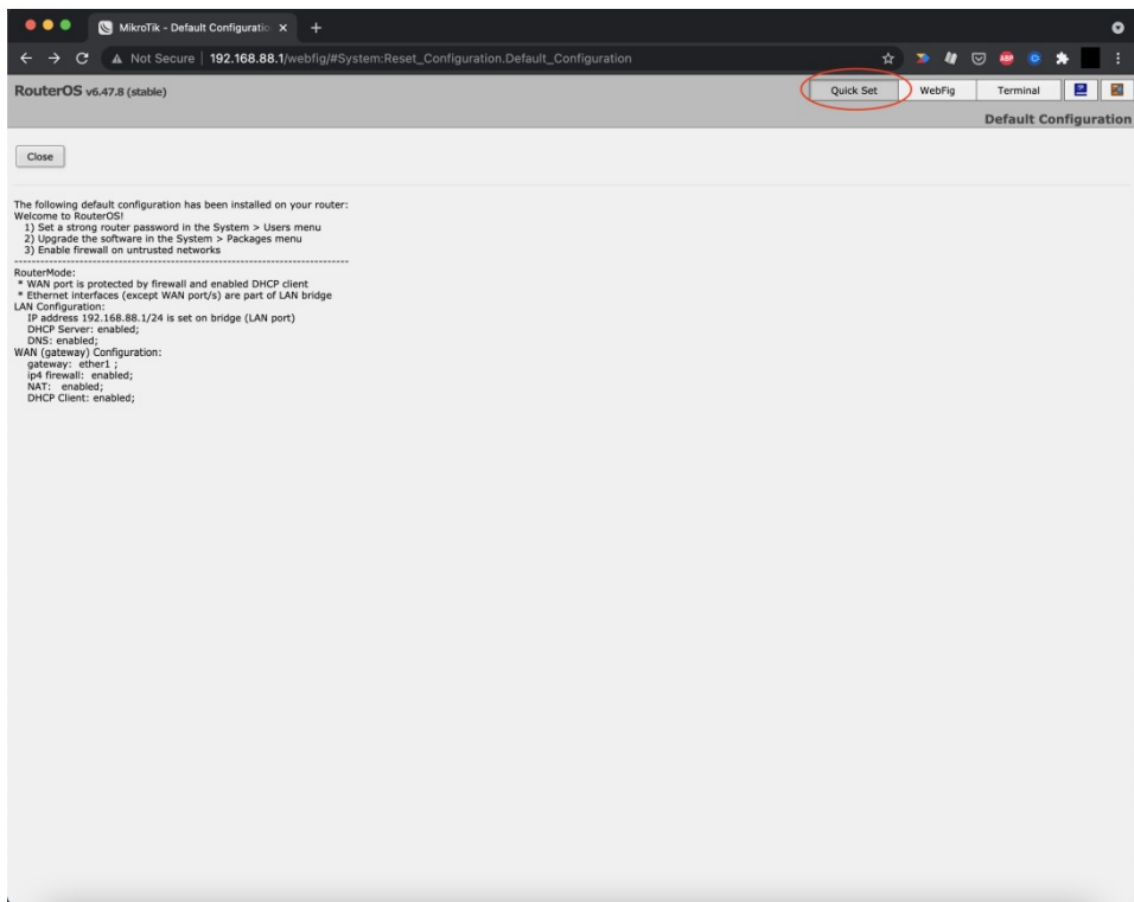 MikroTik - Default Configuratio
Not Secure | 192.168.88.1/webfig/#System:Reset_Configuration.Default_Configuration
ABP
RouterOS v6.47.8 (stable)
Quick Set
WebFig
Terminal
Default Configuration
Close
The following default configuration has been installed on your router:
Welcome to RouterOS!
1) Set a strong router password in the System > Users menu
2) Upgrade the software in the System > Packages menu
3) Enable firewall on untrusted networks
--------------------------------------------------------------------------------
RouterMode:
* WAN port is protected by firewall and enabled DHCP client
* Ethernet interfaces (except WAN port/s) are part of LAN bridge
LAN Configuration:
IP address 192.168.88.1/24 is set on bridge (LAN port)
DHCP Server: enabled;
DNS: enabled;
WAN (gateway) Configuration:
gateway: ether1 ;
ip4 firewall: enabled;
NAT: enabled;
DHCP Client: enabled;